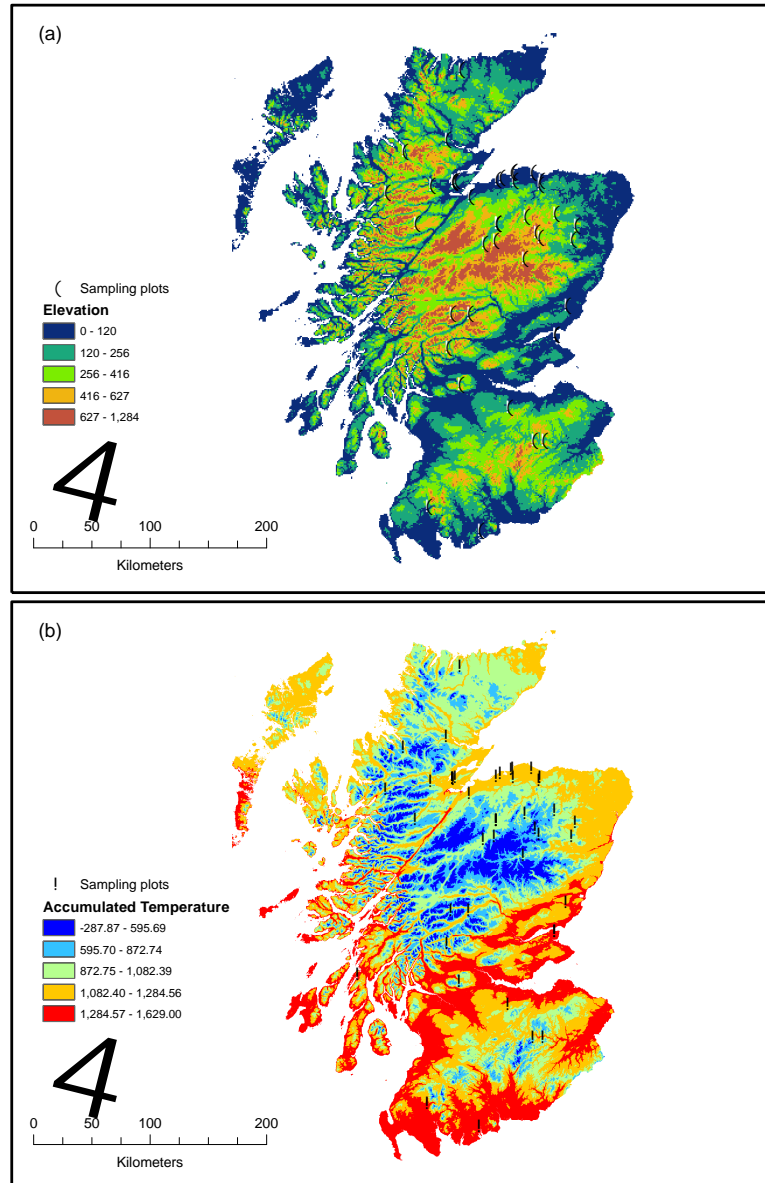 (a)
( Sampling plots
Elevation
0 - 120
120 - 256
256 - 416
416 - 627
627 - 1,284
4
0 50 100 200
Kilometers
(b)
! Sampling plots
Accumulated Temperature
-287.87 - 595.69
595.70 - 872.74
872.75 - 1,082.39
1,082.40 - 1,284.56
1,284.57 - 1,629.00
4
0 50 100 200
Kilometers